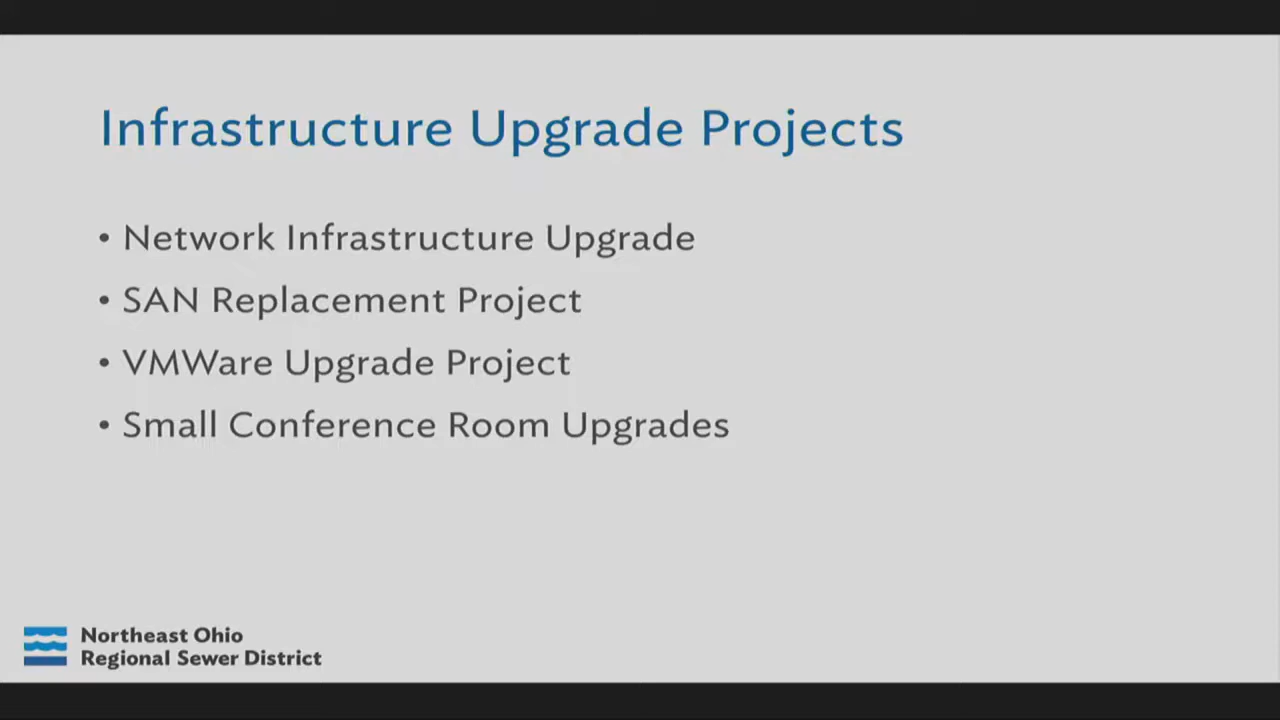 Infrastructure Upgrade Projects
• Network Infrastructure Upgrade
• SAN Replacement Project
• VMWare Upgrade Project
• Small Conference Room Upgrades
Northeast Ohio
Regional Sewer District